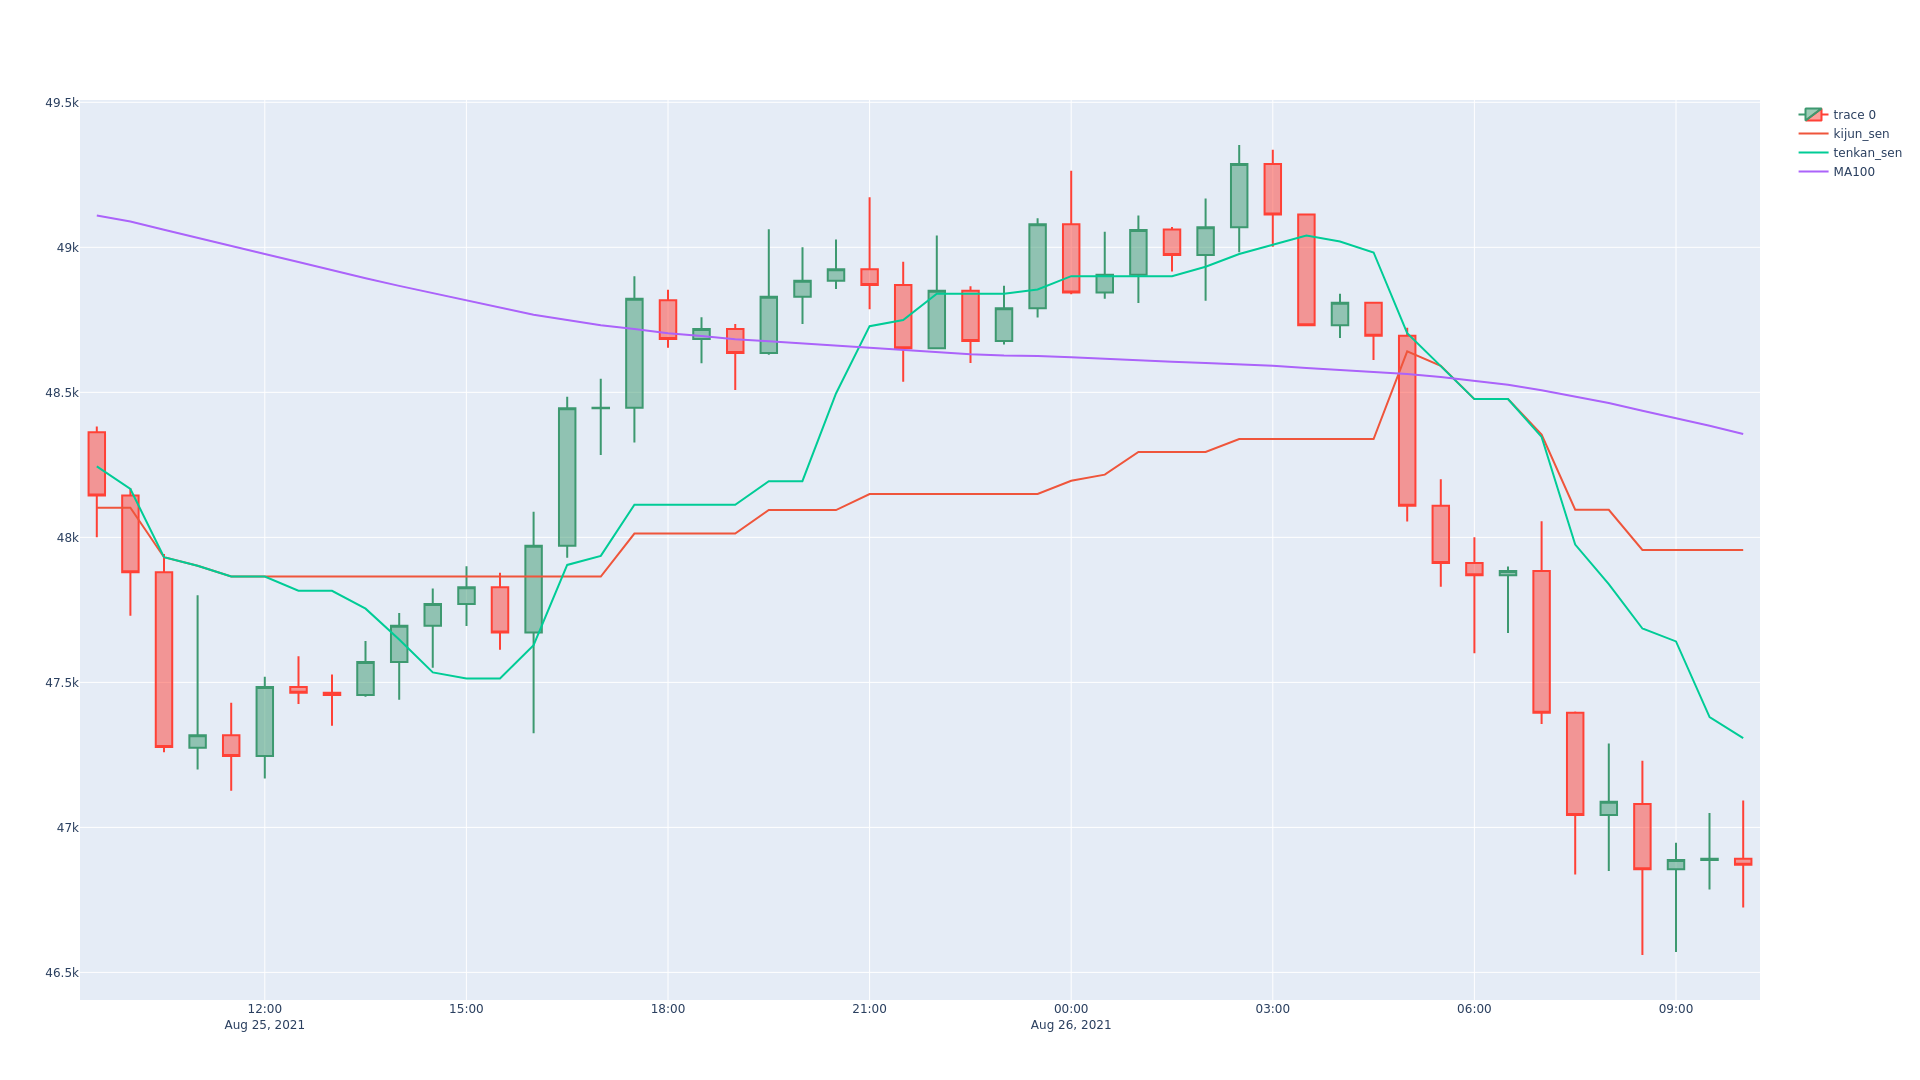 49.5k
49k
48.5k
48k
47.5k
47k
46.5k
12:00
Aug 25, 2021
15:00
18:00
21:00
00:00
Aug 26, 2021
03:00
06:00
09:00
trace 0
kijun_sen
tenkan_sen
MA100